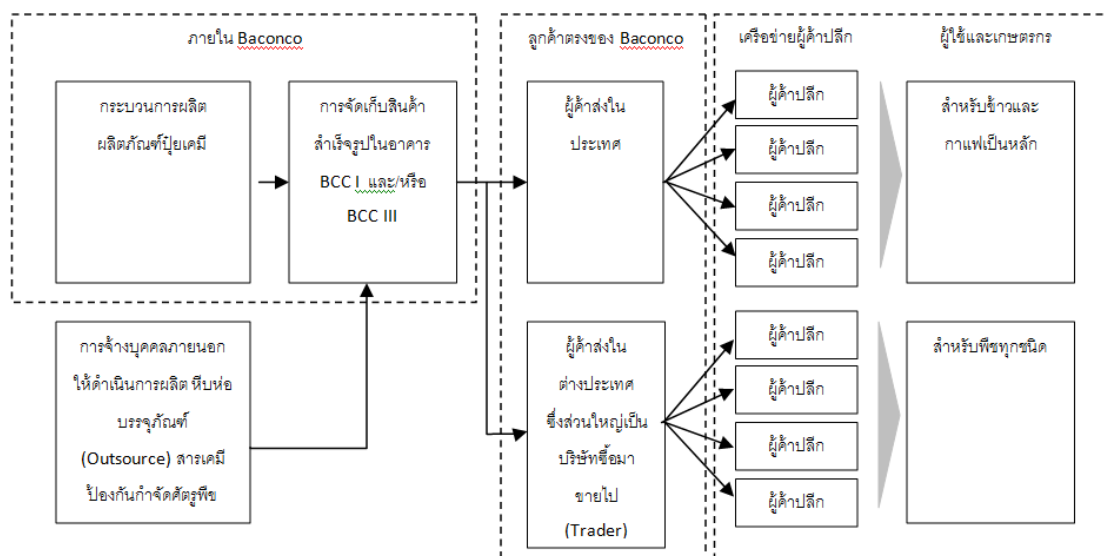 ภายใน Baconco
ลูกค้าตรงของ Baconco
เครือข่ายผู้ค้าปลีก
ผู้ใช้และเกษตรกร
กระบวนการผลิต
ผลิตภัณฑ์ปุ๋ยเคมี
การจัดเก็บสินค้า
สำเร็จรูปในอาคาร
BCC I และ/หรือ
BCC III
ผู้ค้าส่งใน
ประเทศ
ผู้ค้าปลีก
ผู้ค้าปลีก
ผู้ค้าปลีก
ผู้ค้าปลีก
สำหรับข้าวและ
กาแฟเป็นหลัก
การจ้างบุคคลภายนอก
ให้ดำเนินการผลิต หีบห่อ
บรรจุภัณฑ์
(Outsource) สารเคมี
ป้องกันกำจัดศัตรูพืช
ผู้ค้าส่งใน
ต่างประเทศ
ซึ่งส่วนใหญ่เป็น
บริษัทซื้อมา
ขายไป
(Trader)
ผู้ค้าปลีก
ผู้ค้าปลีก
ผู้ค้าปลีก
ผู้ค้าปลีก
สำหรับพืชทุกชนิด